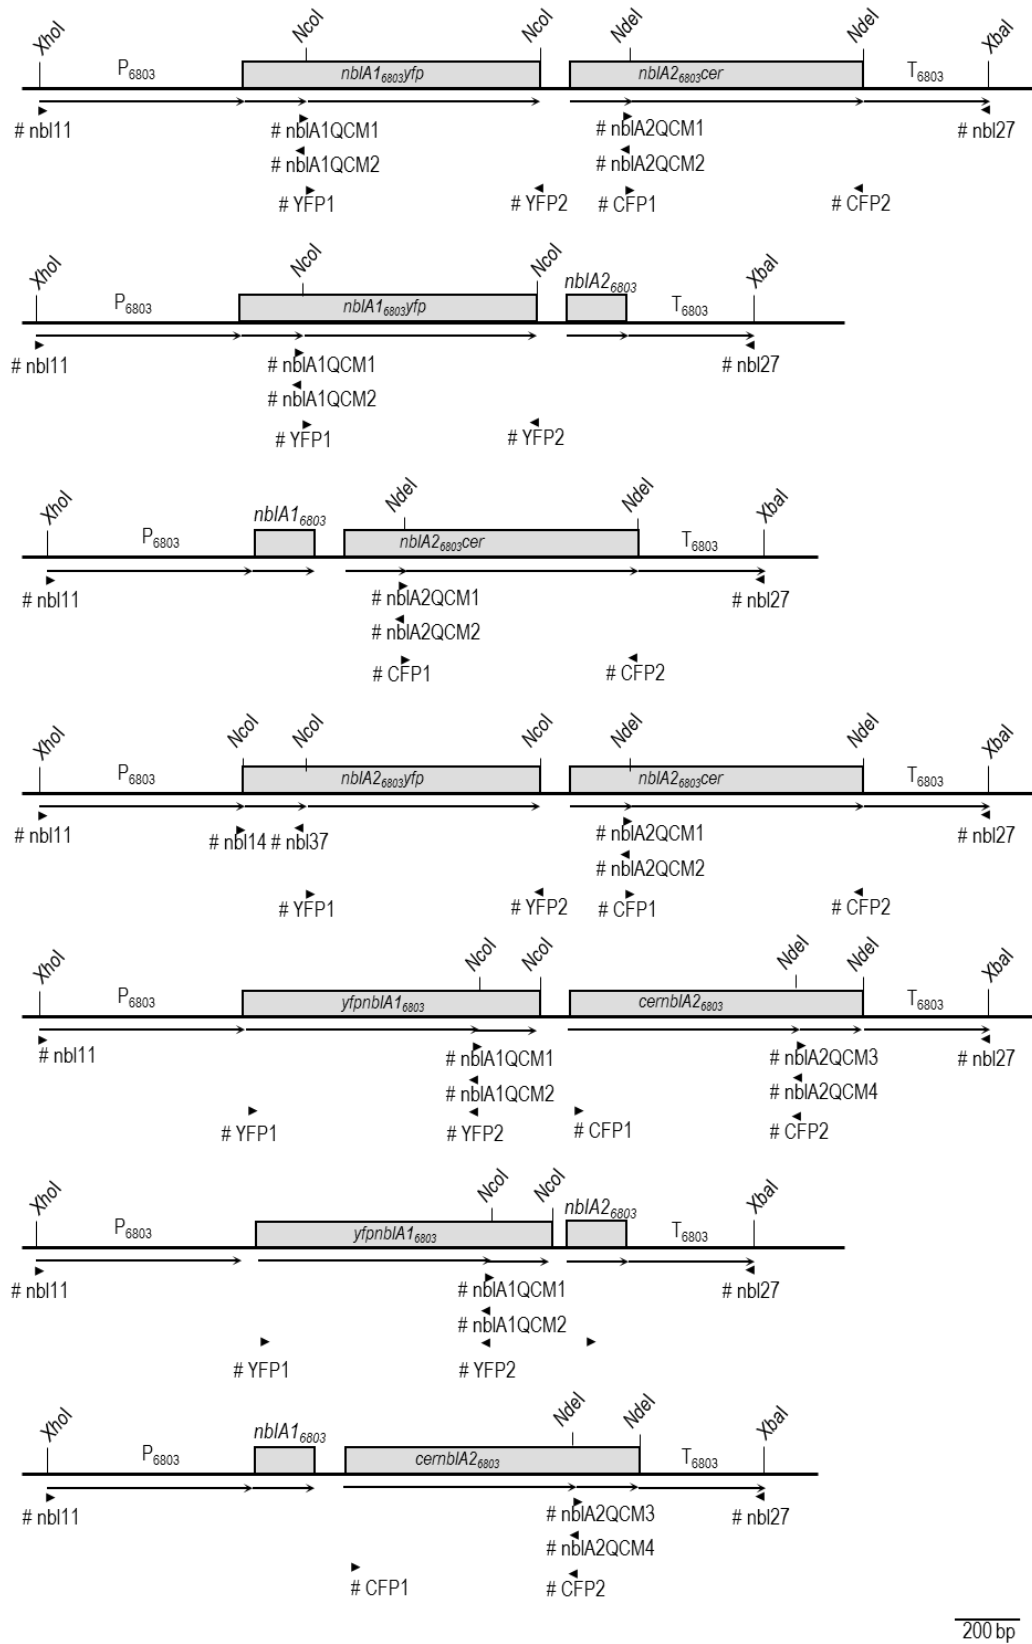 XhoI NcoI NcoI NdeI NdeI XbaI
P6803 nblA16803yfp nblA26803cer T6803
# nbl11 # nblA1QCM1 # nblA2QCM1 # nbl27
# nblA1QCM2 # nblA2QCM2
# YFP1 # YFP2 # CFP1 # CFP2
XhoI NcoI NcoI nblA26803 XbaI
P6803 nblA16803yfp T6803
# nbl11 # nblA1QCM1 # nbl27
# nblA1QCM2
# YFP1 # YFP2
XhoI nblA16803 NdeI NdeI XbaI
P6803 nblA26803cer T6803
# nbl11 # nblA2QCM1 # nbl27
# nblA2QCM2
# CFP1 # CFP2
XhoI NcoI NcoI NcoI NdeI NdeI XbaI
P6803 nblA26803yfp nblA26803cer T6803
# nbl11 # nbl14 # nbl37 # nblA2QCM1 # nbl27
# nblA2QCM2
# YFP1 # YFP2 # CFP1 # CFP2
XhoI NcoI NcoI NdeI NdeI XbaI
P6803 yfpnblA16803 cernblA26803 T6803
# nbl11 # nblA1QCM1 # nblA2QCM3 # nbl27
# nblA1QCM2 # nblA2QCM4
# YFP1 # YFP2 # CFP1 # CFP2
XhoI NcoI NcoI nblA26803 XbaI
P6803 yfpnblA16803 T6803
# nbl11 # nblA1QCM1 # nbl27
# nblA1QCM2
# YFP1 # YFP2
XhoI nblA16803 NdeI NdeI XbaI
P6803 cernblA26803 T6803
# nbl11 # nblA2QCM3 # nbl27
# nblA2QCM4
# CFP1 # CFP2
200 bp